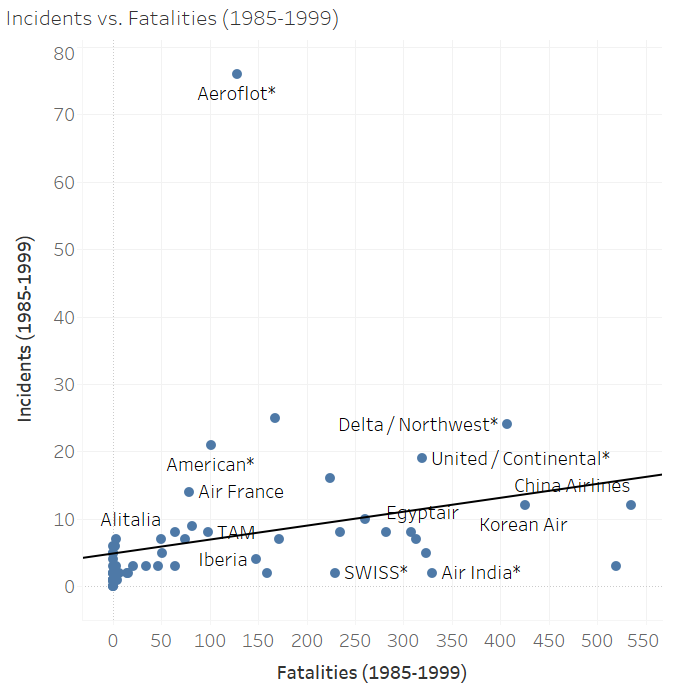 Incidents vs. Fatalities (1985-1999)
80
Aeroflot*
70
60
50
40
30
Delta / Northwest*
20
American*
United / Continental*
China Airlines
Air France
Egyptair
Alitalia
10
Korean Air
TAM
Iberia
SWISS*
Air India*
0
Incidents (1985-1999)
0 50 100 150 200 250 300 350 400 450 500 550
Fatalities (1985-1999)